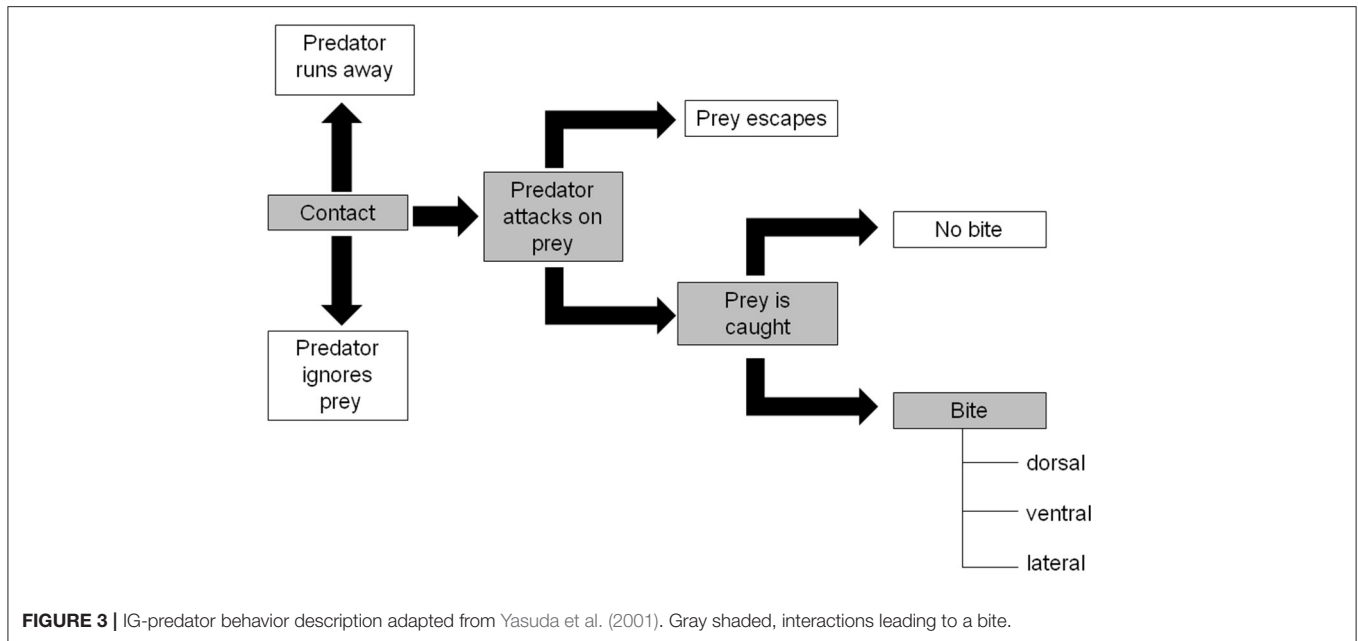 Predator
runs away
Prey escapes
Contact
Predator
attacks on
prey
No bite
Prey is
caught
Predator
ignores
prey
Bite
dorsal
ventral
lateral
FIGURE 3 | IG-predator behavior description adapted from Yasuda et al. (2001). Gray shaded, interactions leading to a bite.